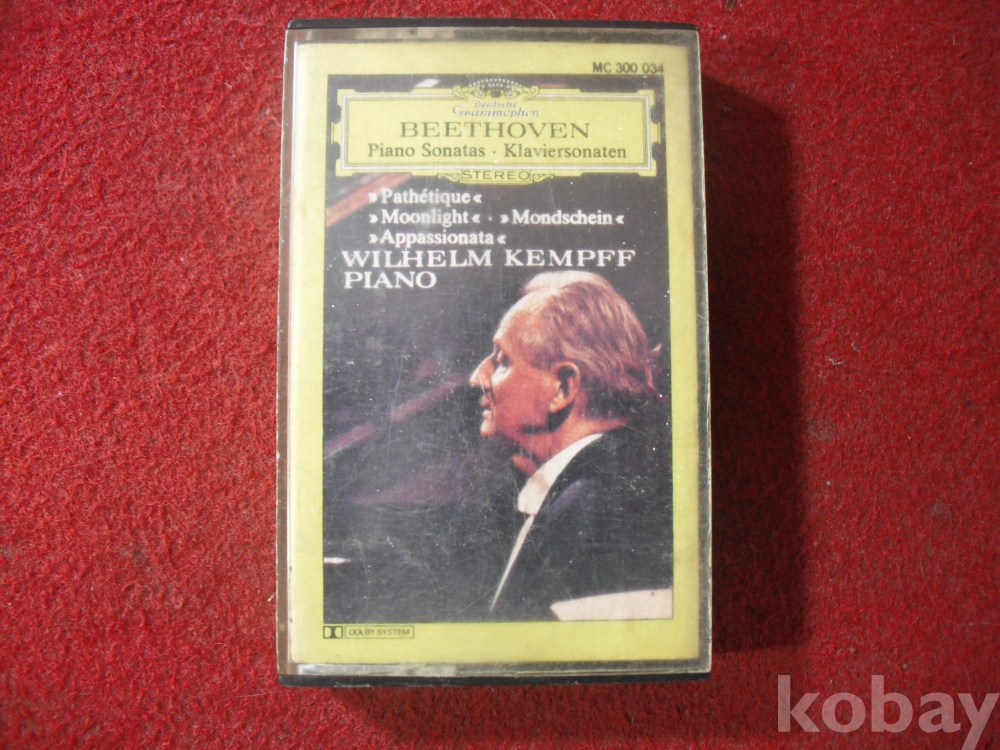 MC 300 034
Deutsche
Grammophon
BEETHOVEN
Piano Sonatas · Klaviersonaten
STEREO
»Pathétique«
»Moonlight« · »Mondschein«
»Appassionata«
WILHELM KEMPFF
PIANO
DOLBY SYSTEM
kobay